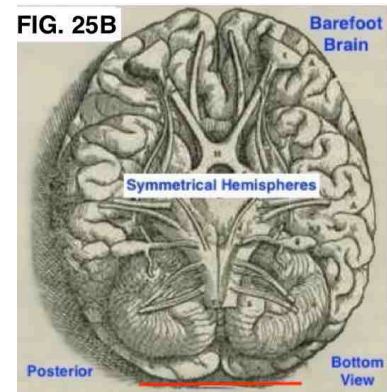 FIG. 25B
Barefoot
Brain
H
Symmetrical Hemispheres
Posterior
Bottom
View